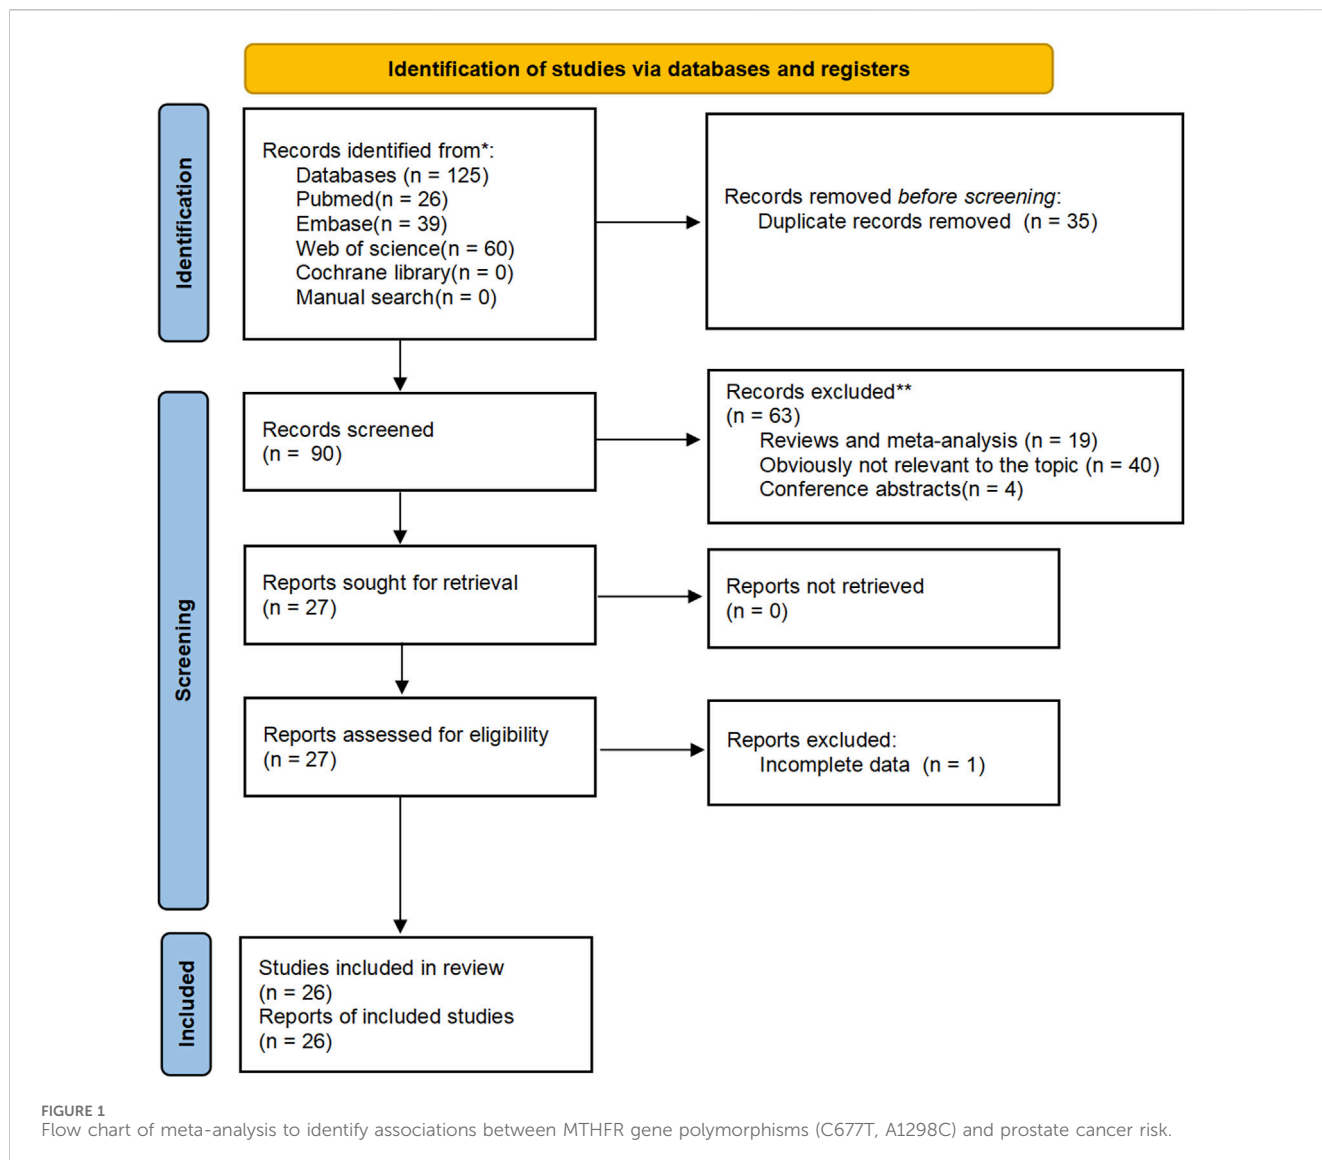 Identification of studies via databases and registers
Identification
Records identified from*:
Databases (n = 125)
Pubmed(n = 26)
Embase(n = 39)
Web of science(n = 60)
Cochrane library(n = 0)
Manual search(n = 0)
Records removed before screening:
Duplicate records removed (n = 35)
Screening
Records screened
(n = 90)
Records excluded**
(n = 63)
Reviews and meta-analysis (n = 19)
Obviously not relevant to the topic (n = 40)
Conference abstracts(n = 4)
Reports sought for retrieval
(n = 27)
Reports not retrieved
(n = 0)
Reports assessed for eligibility
(n = 27)
Reports excluded:
Incomplete data (n = 1)
Included
Studies included in review
(n = 26)
Reports of included studies
(n = 26)
FIGURE 1
Flow chart of meta-analysis to identify associations between MTHFR gene polymorphisms (C677T, A1298C) and prostate cancer risk.